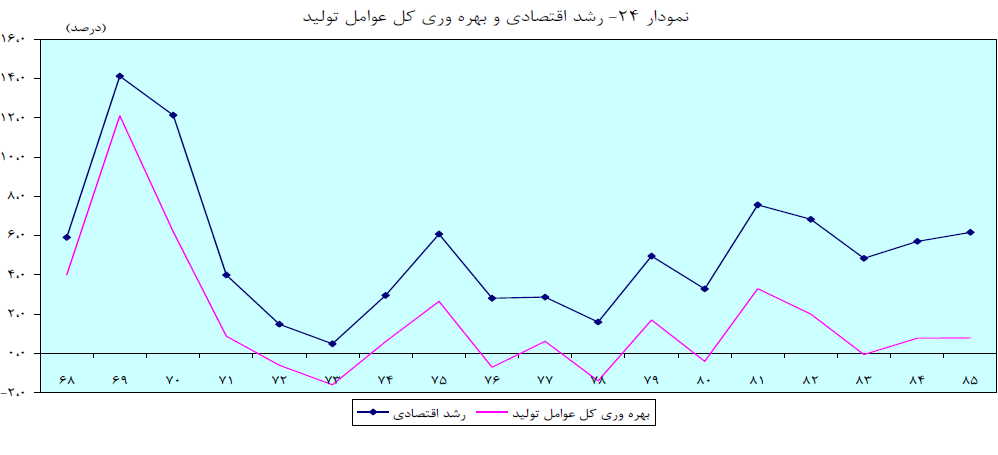 نمودار ۲۴- رشد اقتصادی و بهره وری کل عوامل تولید
(درصد)
۱۶.۰
۱۴.۰
۱۲.۰
۱۰.۰
۸.۰
۶.۰
۴.۰
۲.۰
۰.۰
-۲.۰
۶۸ ۶۹ ۷۰ ۷۱ ۷۲ ۷۳ ۷۴ ۷۵ ۷۶ ۷۷ ۷۸ ۷۹ ۸۰ ۸۱ ۸۲ ۸۳ ۸۴ ۸۵
رشد اقتصادی بهره وری کل عوامل تولید